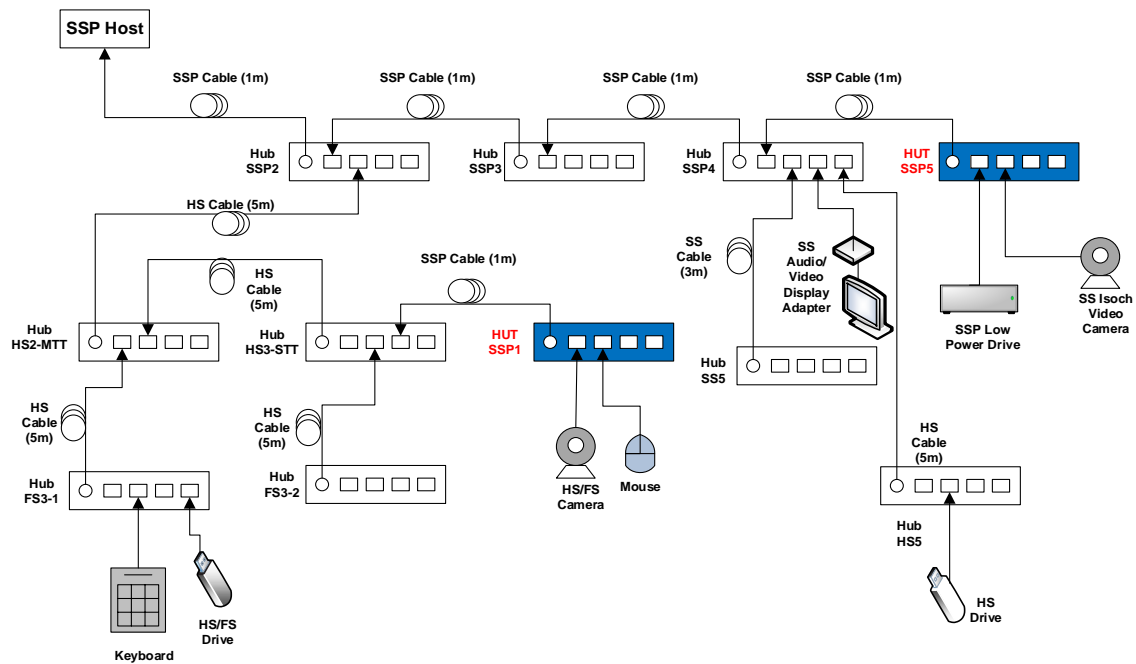 SSP Host
SSP Cable (1m)
SSP Cable (1m)
SSP Cable (1m)
SSP Cable (1m)
Hub
SSP2
Hub
SSP3
Hub
SSP4
HUT
SSP5
HS Cable (5m)
SSP Cable (1m)
HS
Cable
(5m)
SS
Cable
(3m)
SS
Audio/
Video
Display
Adapter
SSP Low
Power Drive
SS Isoch
Video
Camera
Hub
HS2-MTT
Hub
HS3-STT
HUT
SSP1
Hub
SS5
HS
Cable
(5m)
HS
Cable
(5m)
HS
Cable
(5m)
Hub
FS3-1
Hub
FS3-2
HS/FS
Camera
Mouse
Hub
HS5
HS/FS
Drive
HS
Drive
Keyboard